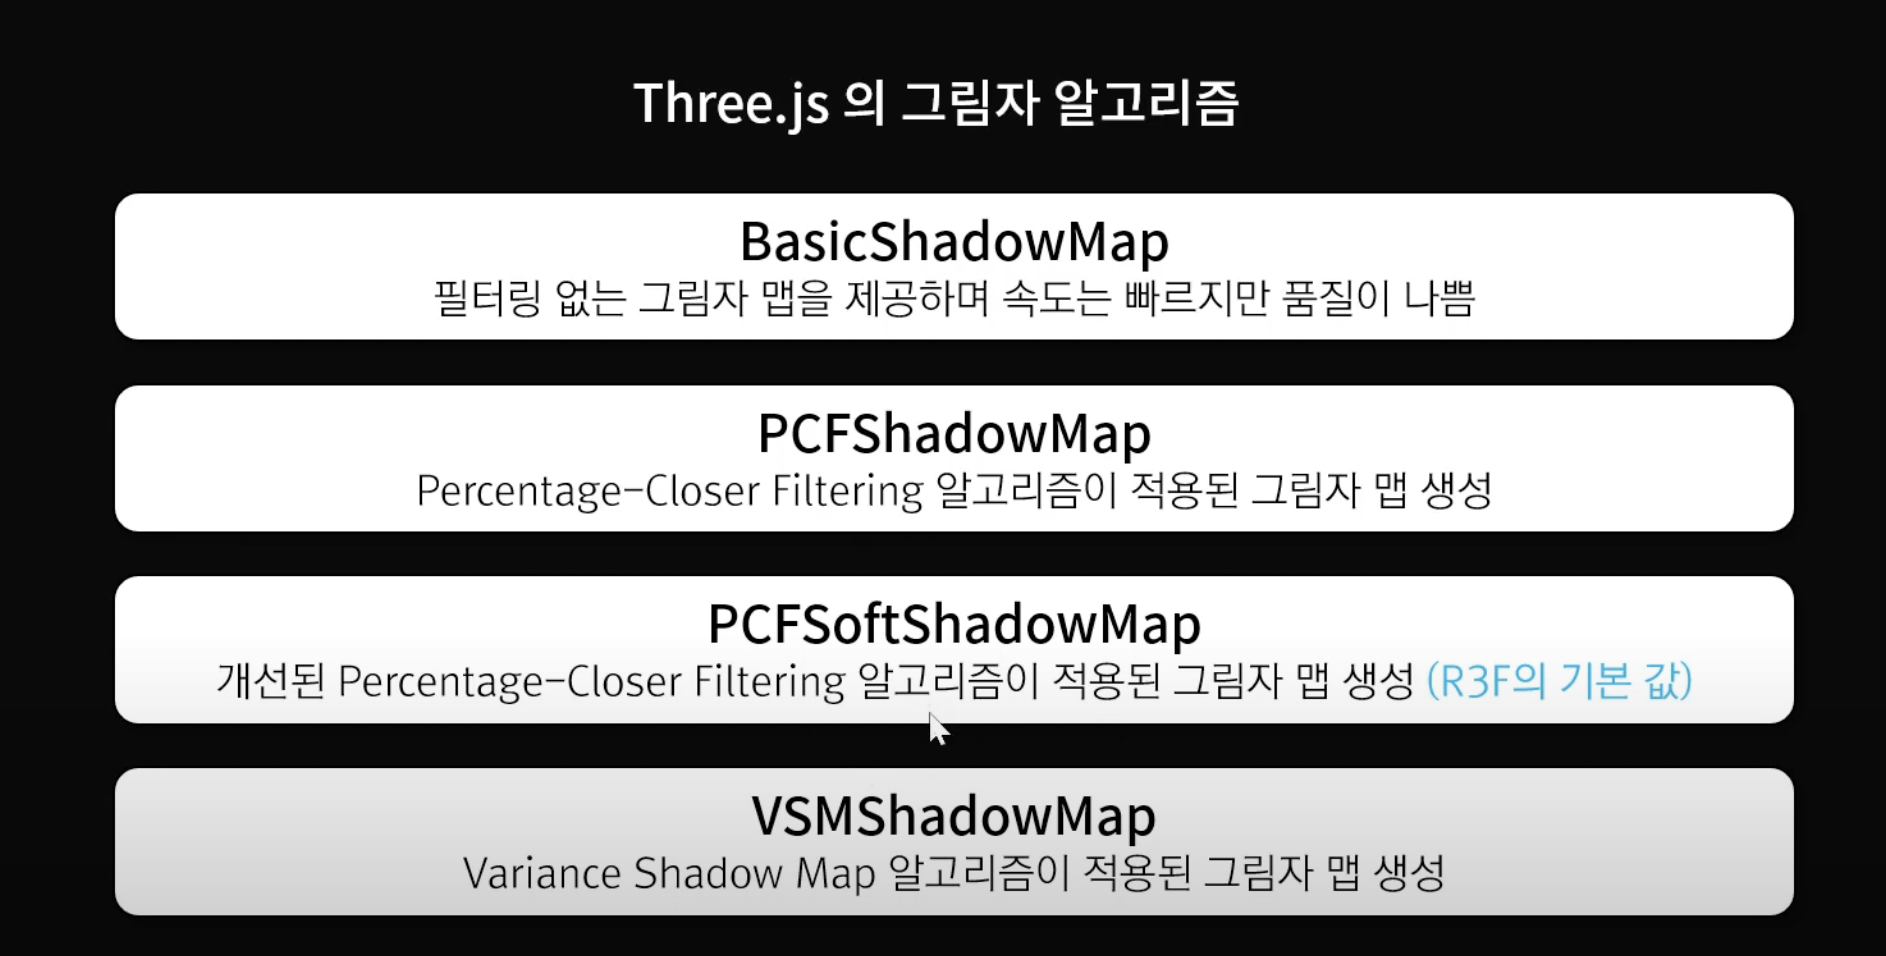 Three.js 의 그림자 알고리즘
BasicShadowMap
필터링 없는 그림자 맵을 제공하며 속도는 빠르지만 품질이 나쁨
PCFShadowMap
Percentage-Closer Filtering 알고리즘이 적용된 그림자 맵 생성
PCFSoftShadowMap
개선된 Percentage-Closer Filtering 알고리즘이 적용된 그림자 맵 생성 (R3F의 기본 값)
VSMShadowMap
Variance Shadow Map 알고리즘이 적용된 그림자 맵 생성